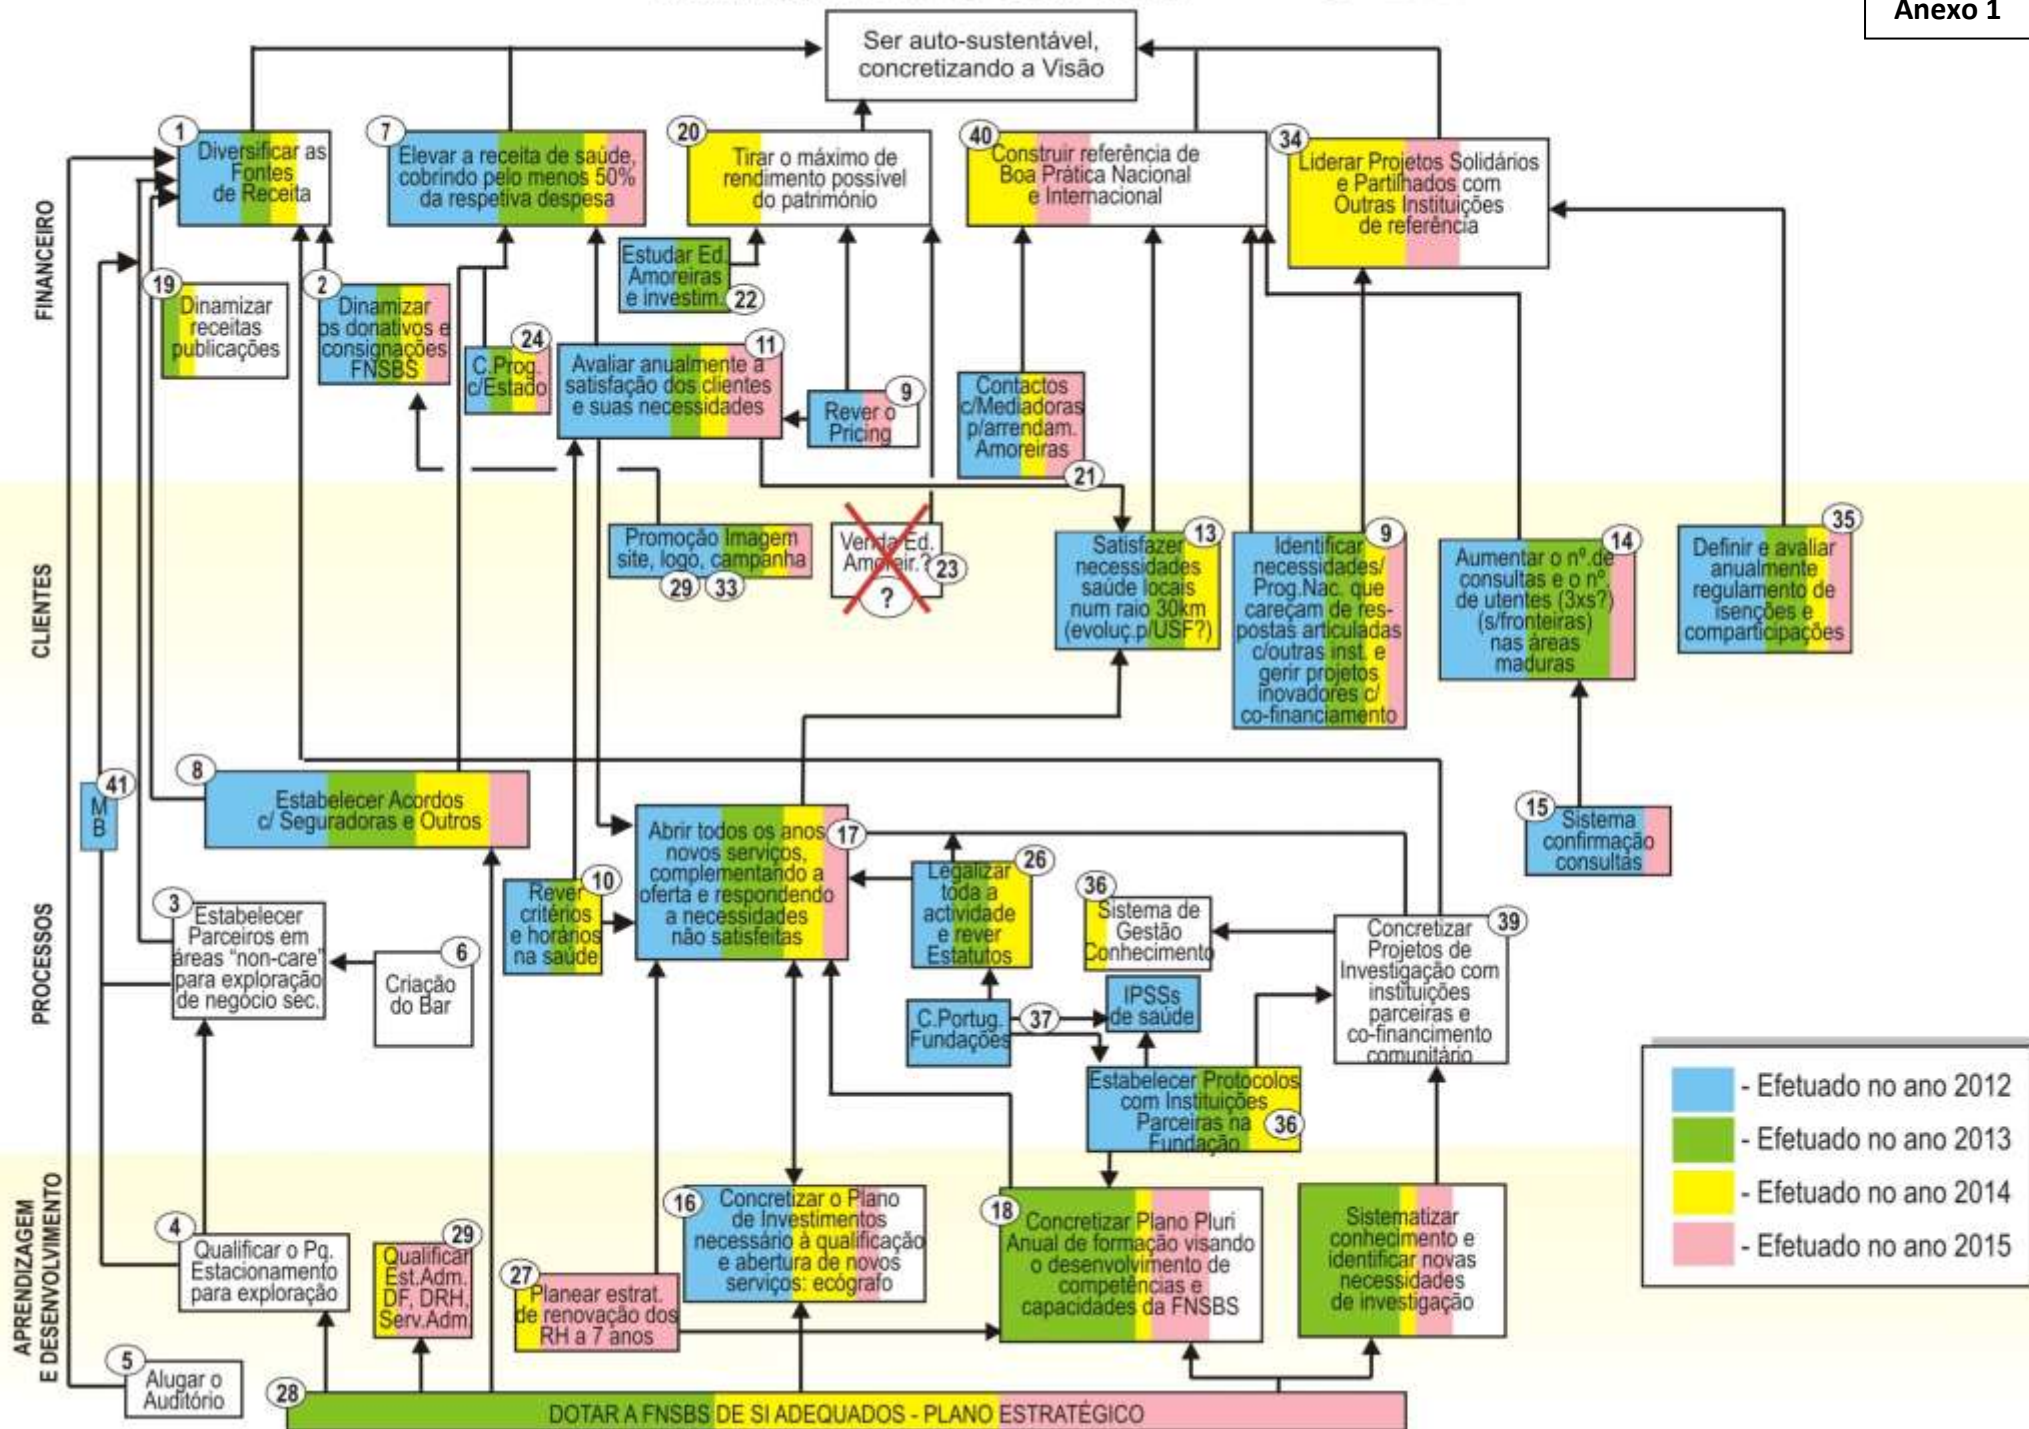 Anexo 1
Ser auto-sustentável,
concretizando a Visão
FINANCEIRO
1
Diversificar as
Fontes
de Receita
7
Elevar a receita de saúde,
cobrindo pelo menos 50%
da respetiva despesa
20
Tirar o máximo de
rendimento possível
do património
40
Construir referência de
Boa Prática Nacional
e Internacional
34
Liderar Projetos Solidários
e Partilhados com
Outras Instituições
de referência
19
Dinamizar
receitas
publicações
2
Dinamizar
os donativos e
consignações
FNSBS
24
C.Prog.
c/Estado
Estudar Ed.
Amoreiras
e investim.
22
11
Avaliar anualmente a
satisfação dos clientes
e suas necessidades
9
Rever o
Pricing
Contactos
c/Mediadoras
p/arrendam.
Amoreiras
21
CLIENTES
Promoção Imagem
site, logo, campanha
29
33
Venda Ed.
Amoreir.?
23
?
13
Satisfazer
necessidades
saúde locais
num raio 30km
(evoluç.p/USF?)
9
Identificar
necessidades/
Prog.Nac. que
careçam de res-
postas articuladas
c/outras inst. e
gerir projetos
inovadores c/
co-financiamento
14
Aumentar o nº.de
consultas e o nº.
de utentes (3xs?)
(s/fronteiras)
nas áreas
maduras
35
Definir e avaliar
anualmente
regulamento de
isenções e
comparticipações
PROCESSOS
41
M
B
8
Estabelecer Acordos
c/ Seguradoras e Outros
17
Abrir todos os anos
novos serviços,
complementando a
oferta e respondendo
a necessidades
não satisfeitas
15
Sistema
confirmação
consultas
10
Rever
critérios
e horários
na saúde
26
Legalizar
toda a
actividade
e rever
Estatutos
36
Sistema de
Gestão
Conhecimento
39
Concretizar
Projetos de
Investigação com
instituições
parceiras e
co-financimento
comunitário
3
Estabelecer
Parceiros em
áreas “non-care”
para exploração
de negócio sec.
6
Criação
do Bar
C.Portug.
Fundações
37
IPSSs
de saúde
Estabelecer Protocolos
com Instituições
Parceiras na
Fundação
36
- Efetuado no ano 2012
- Efetuado no ano 2013
- Efetuado no ano 2014
- Efetuado no ano 2015
APRENDIZAGEM
E DESENVOLVIMENTO
4
Qualificar o Pq.
Estacionamento
para exploração
29
Qualificar
Est.Adm.
DF, DRH,
Serv.Adm.
27
Planear estrat.
de renovação dos
RH a 7 anos
16
Concretizar o Plano
de Investimentos
necessário à qualificação
e abertura de novos
serviços: ecógrafo
18
Concretizar Plano Pluri
Anual de formação visando
o desenvolvimento de
competências e
capacidades da FNSBS
Sistematizar
conhecimento e
identificar novas
necessidades
de investigação
5
Alugar o
Auditório
28
DOTAR A FNSBS DE SI ADEQUADOS - PLANO ESTRATÉGICO